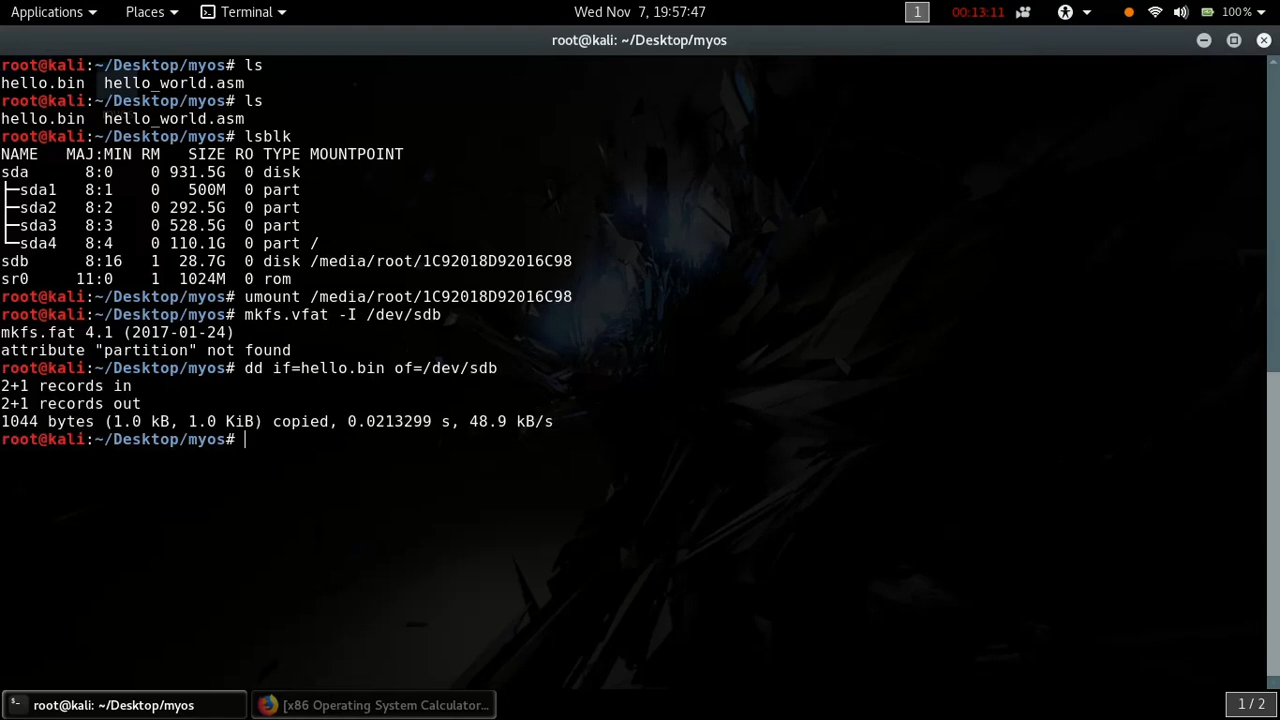 Applications Places Terminal Wed Nov 7, 19:57:47 1 00:13:11 100%
root@kali: ~/Desktop/myos
root@kali:~/Desktop/myos# ls
hello.bin hello_world.asm
root@kali:~/Desktop/myos# ls
hello.bin hello_world.asm
root@kali:~/Desktop/myos# lsblk
NAME MAJ:MIN RM SIZE RO TYPE MOUNTPOINT
sda 8:0 0 931.5G 0 disk
├─sda1 8:1 0 500M 0 part
├─sda2 8:2 0 292.5G 0 part
├─sda3 8:3 0 528.5G 0 part
└─sda4 8:4 0 110.1G 0 part /
sdb 8:16 1 28.7G 0 disk /media/root/1C92018D92016C98
sr0 11:0 1 1024M 0 rom
root@kali:~/Desktop/myos# umount /media/root/1C92018D92016C98
root@kali:~/Desktop/myos# mkfs.vfat -I /dev/sdb
mkfs.fat 4.1 (2017-01-24)
attribute "partition" not found
root@kali:~/Desktop/myos# dd if=hello.bin of=/dev/sdb
2+1 records in
2+1 records out
1044 bytes (1.0 kB, 1.0 KiB) copied, 0.0213299 s, 48.9 kB/s
root@kali:~/Desktop/myos#
root@kali: ~/Desktop/myos [x86 Operating System Calculator... 1 / 2